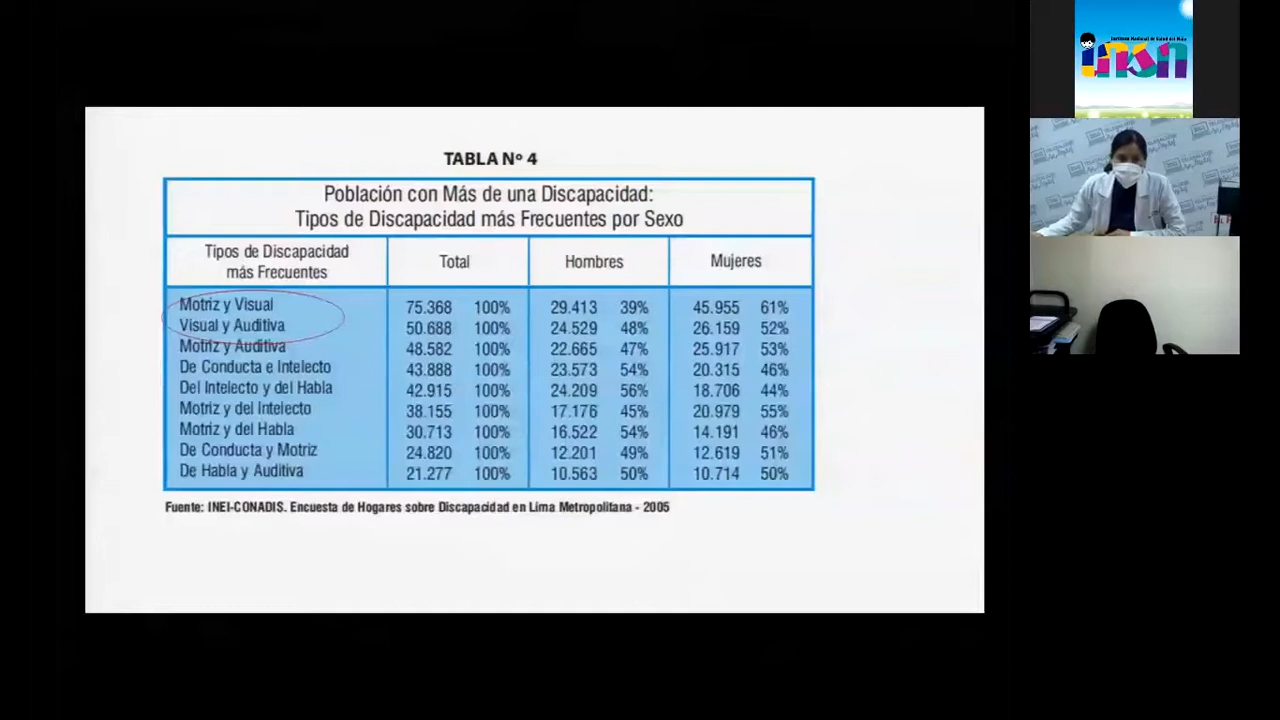 TABLA Nº 4
Población con Más de una Discapacidad:
Tipos de Discapacidad más Frecuentes por Sexo
Tipos de Discapacidad
más Frecuentes
Total
Hombres
Mujeres
Motriz y Visual 75.368 100% 29.413 39% 45.955 61%
Visual y Auditiva 50.688 100% 24.529 48% 26.159 52%
Motriz y Auditiva 48.582 100% 22.665 47% 25.917 53%
De Conducta e Intelecto 43.888 100% 23.573 54% 20.315 46%
Del Intelecto y del Habla 42.915 100% 24.209 56% 18.706 44%
Motriz y del Intelecto 38.155 100% 17.176 45% 20.979 55%
Motriz y del Habla 30.713 100% 16.522 54% 14.191 46%
De Conducta y Motriz 24.820 100% 12.201 49% 12.619 51%
De Habla y Auditiva 21.277 100% 10.563 50% 10.714 50%
Fuente: INEI-CONADIS. Encuesta de Hogares sobre Discapacidad en Lima Metropolitana - 2005
Instituto Nacional de Salud del Niño
insn